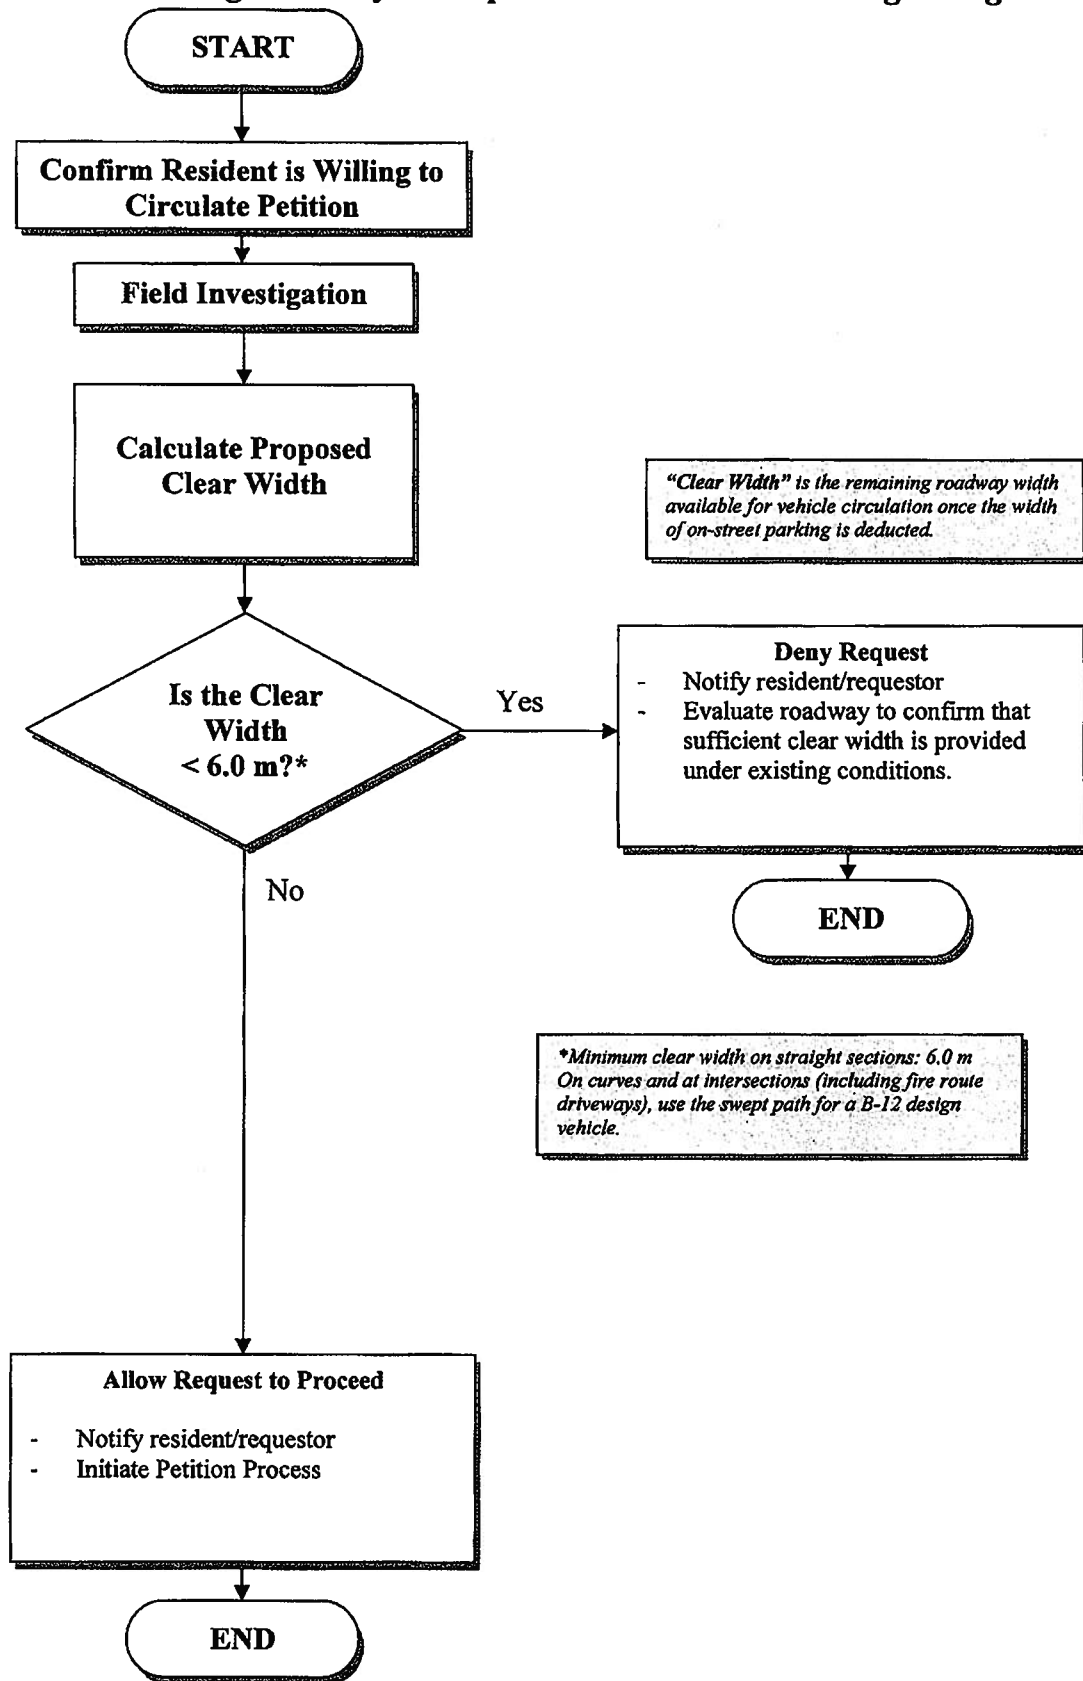 START
Confirm Resident is Willing to
Circulate Petition
Field Investigation
Calculate Proposed
Clear Width
"Clear Width" is the remaining roadway width
available for vehicle circulation once the width
of on-street parking is deducted.
Is the Clear
Width
< 6.0 m?*
Yes
Deny Request
- Notify resident/requestor
- Evaluate roadway to confirm that
sufficient clear width is provided
under existing conditions.
No
END
*Minimum clear width on straight sections: 6.0 m
On curves and at intersections (including fire route
driveways), use the swept path for a B-12 design
vehicle.
Allow Request to Proceed
- Notify resident/requestor
- Initiate Petition Process
END